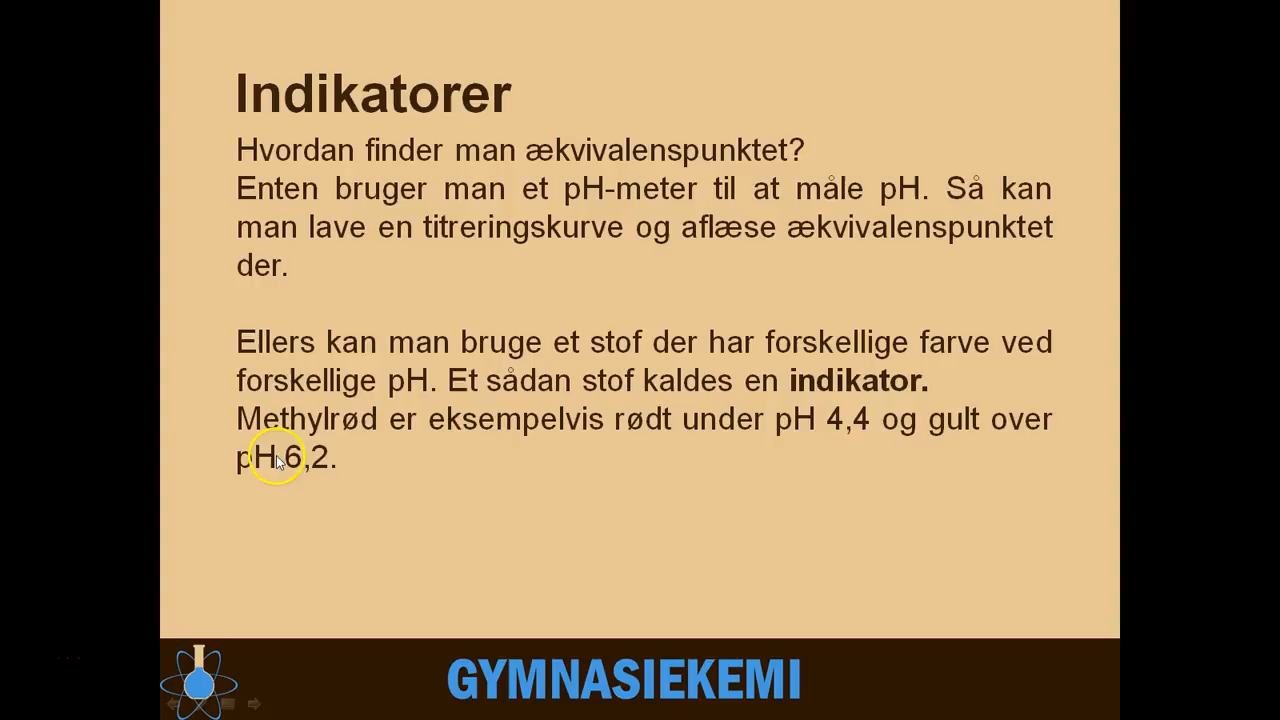 Indikatorer
Hvordan finder man ækvivalenspunktet?
Enten bruger man et pH-meter til at måle pH. Så kan
man lave en titreringskurve og aflæse ækvivalenspunktet
der.
Ellers kan man bruge et stof der har forskellige farve ved
forskellige pH. Et sådan stof kaldes en indikator.
Methylrød er eksempelvis rødt under pH 4,4 og gult over
pH 6,2.
GYMNASIEKEMI